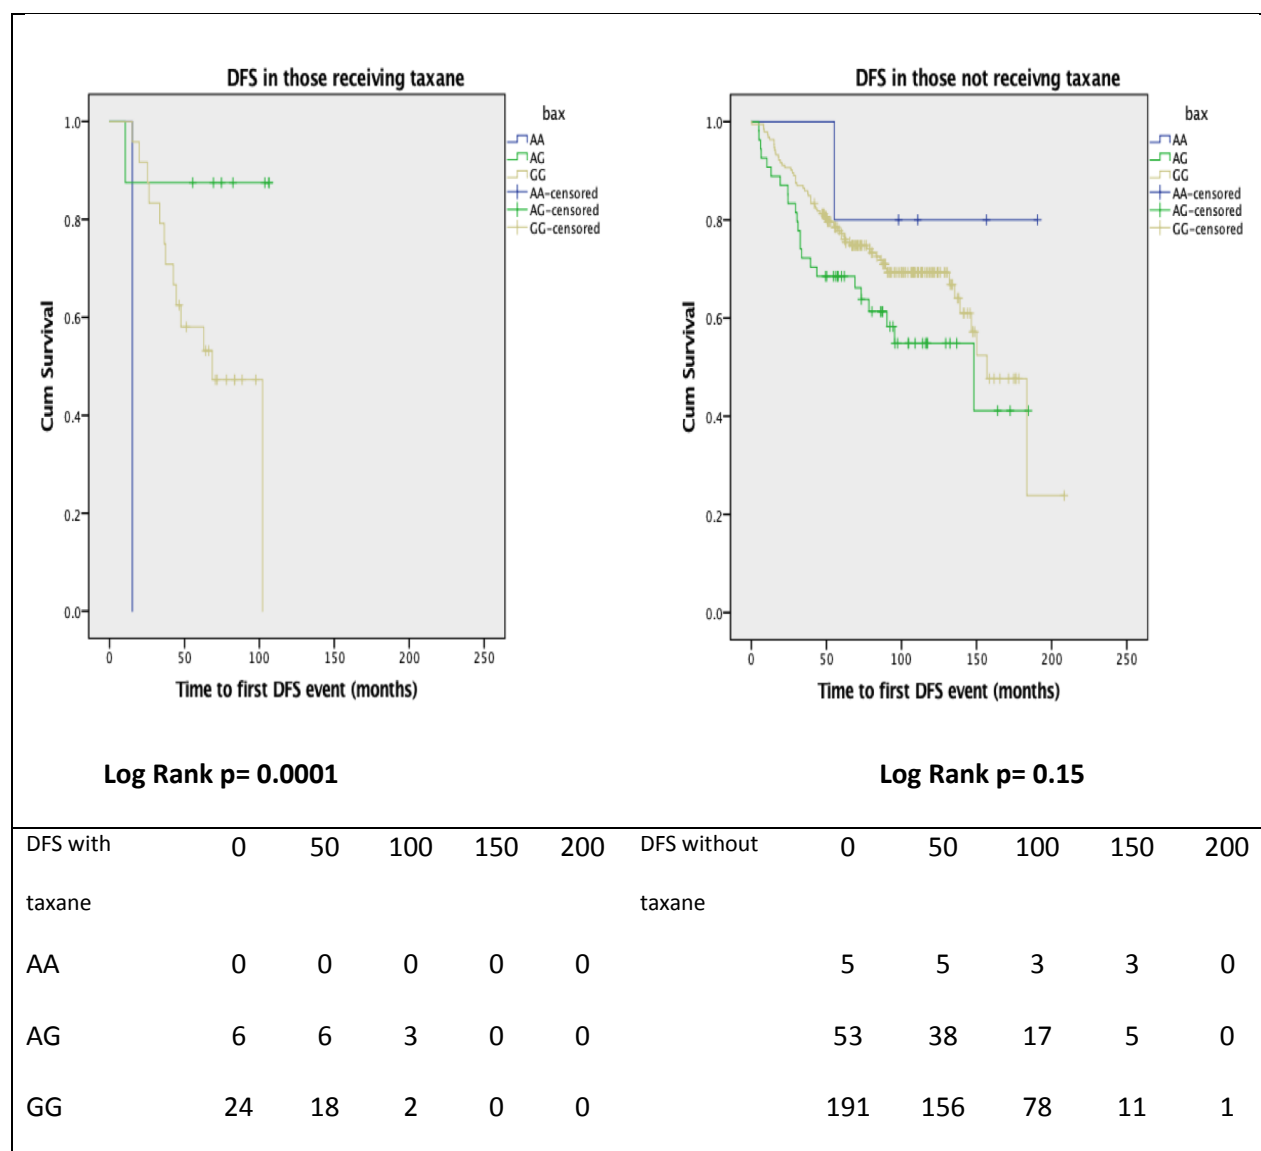 DFS in those receiving taxane
bax
AA
AG
GG
AA-censored
AG-censored
GG-censored
1.0
0.8
0.6
0.4
0.2
0.0
Cum Survival
0 50 100 150 200 250
Time to first DFS event (months)
DFS in those not receivng taxane
bax
AA
AG
GG
AA-censored
AG-censored
GG-censored
1.0
0.8
0.6
0.4
0.2
0.0
Cum Survival
0 50 100 150 200 250
Time to first DFS event (months)
Log Rank p= 0.0001 Log Rank p= 0.15
DFS with 0 50 100 150 200 DFS without 0 50 100 150 200
taxane taxane
AA 0 0 0 0 0 5 5 3 3 0
AG 6 6 3 0 0 53 38 17 5 0
GG 24 18 2 0 0 191 156 78 11 1